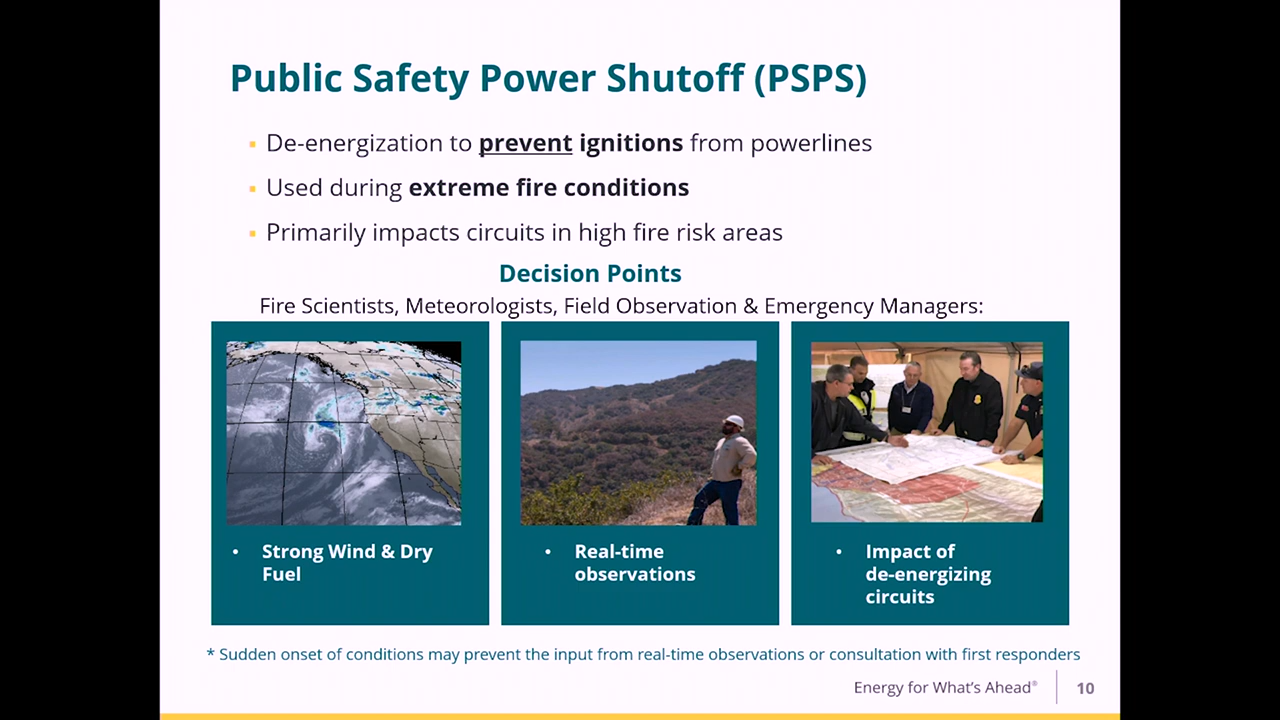 Public Safety Power Shutoff (PSPS)
▪ De-energization to prevent ignitions from powerlines
▪ Used during extreme fire conditions
▪ Primarily impacts circuits in high fire risk areas
Decision Points
Fire Scientists, Meteorologists, Field Observation & Emergency Managers:
• Strong Wind & Dry
Fuel
• Real-time
observations
• Impact of
de-energizing
circuits
* Sudden onset of conditions may prevent the input from real-time observations or consultation with first responders
Energy for What's Ahead®
10